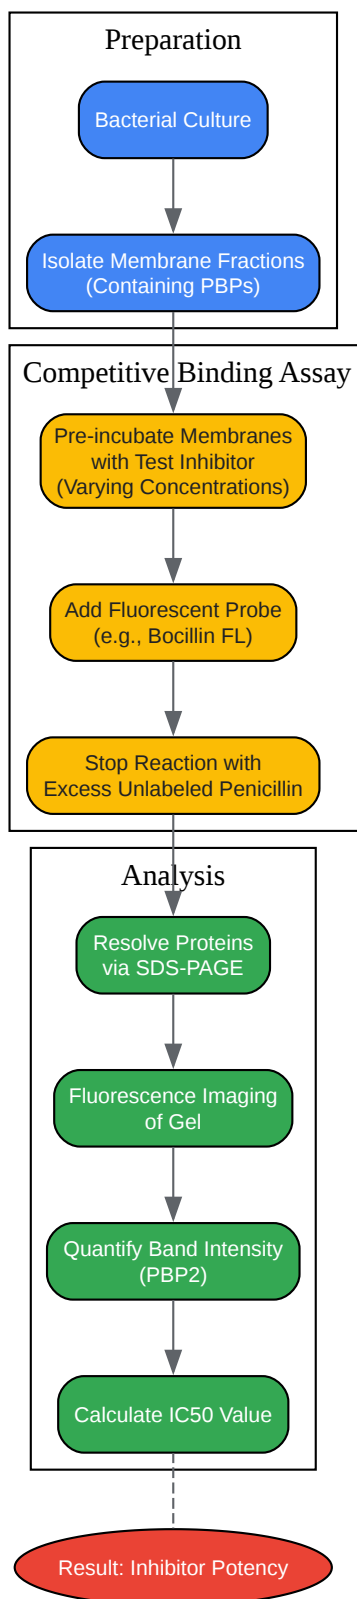 Preparation
Bacterial Culture
Isolate Membrane Fractions
(Containing PBPs)
Competitive Binding Assay
Pre-incubate Membranes
with Test Inhibitor
(Varying Concentrations)
Add Fluorescent Probe
(e.g., Bocillin FL)
Stop Reaction with
Excess Unlabeled Penicillin
Analysis
Resolve Proteins
via SDS-PAGE
Fluorescence Imaging
of Gel
Quantify Band Intensity
(PBP2)
Calculate IC50 Value
Result: Inhibitor Potency